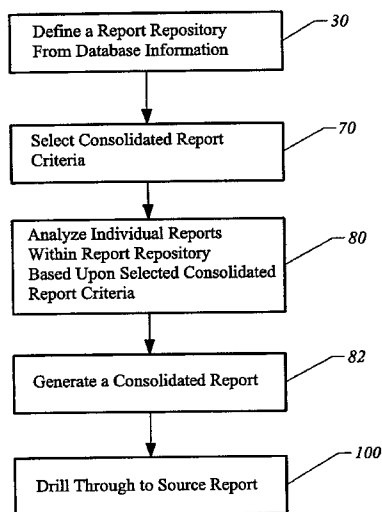 Define a Report Repository
From Database Information
30
Select Consolidated Report
Criteria
70
Analyze Individual Reports
Within Report Repository
Based Upon Selected Consolidated
Report Criteria
80
Generate a Consolidated Report
82
Drill Through to Source Report
100